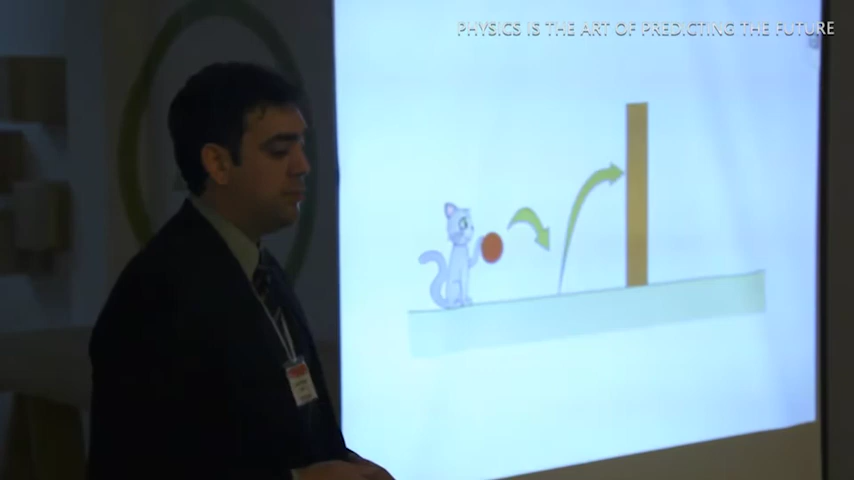 PHYSICS IS THE ART OF PREDICTING THE FUTURE